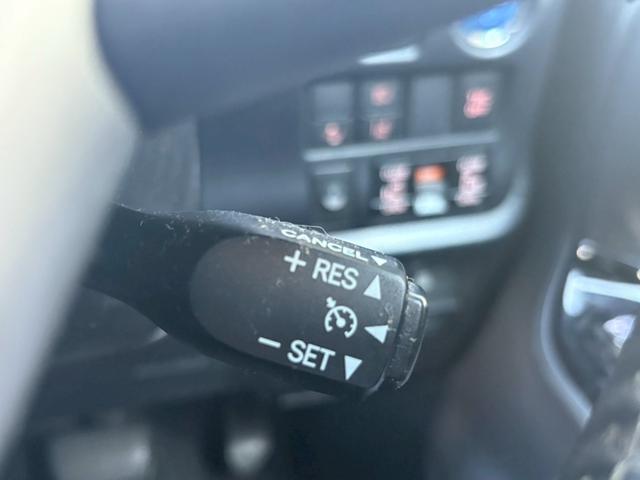 CANCEL ▼
+ RES ▲
◀
− SET ▼